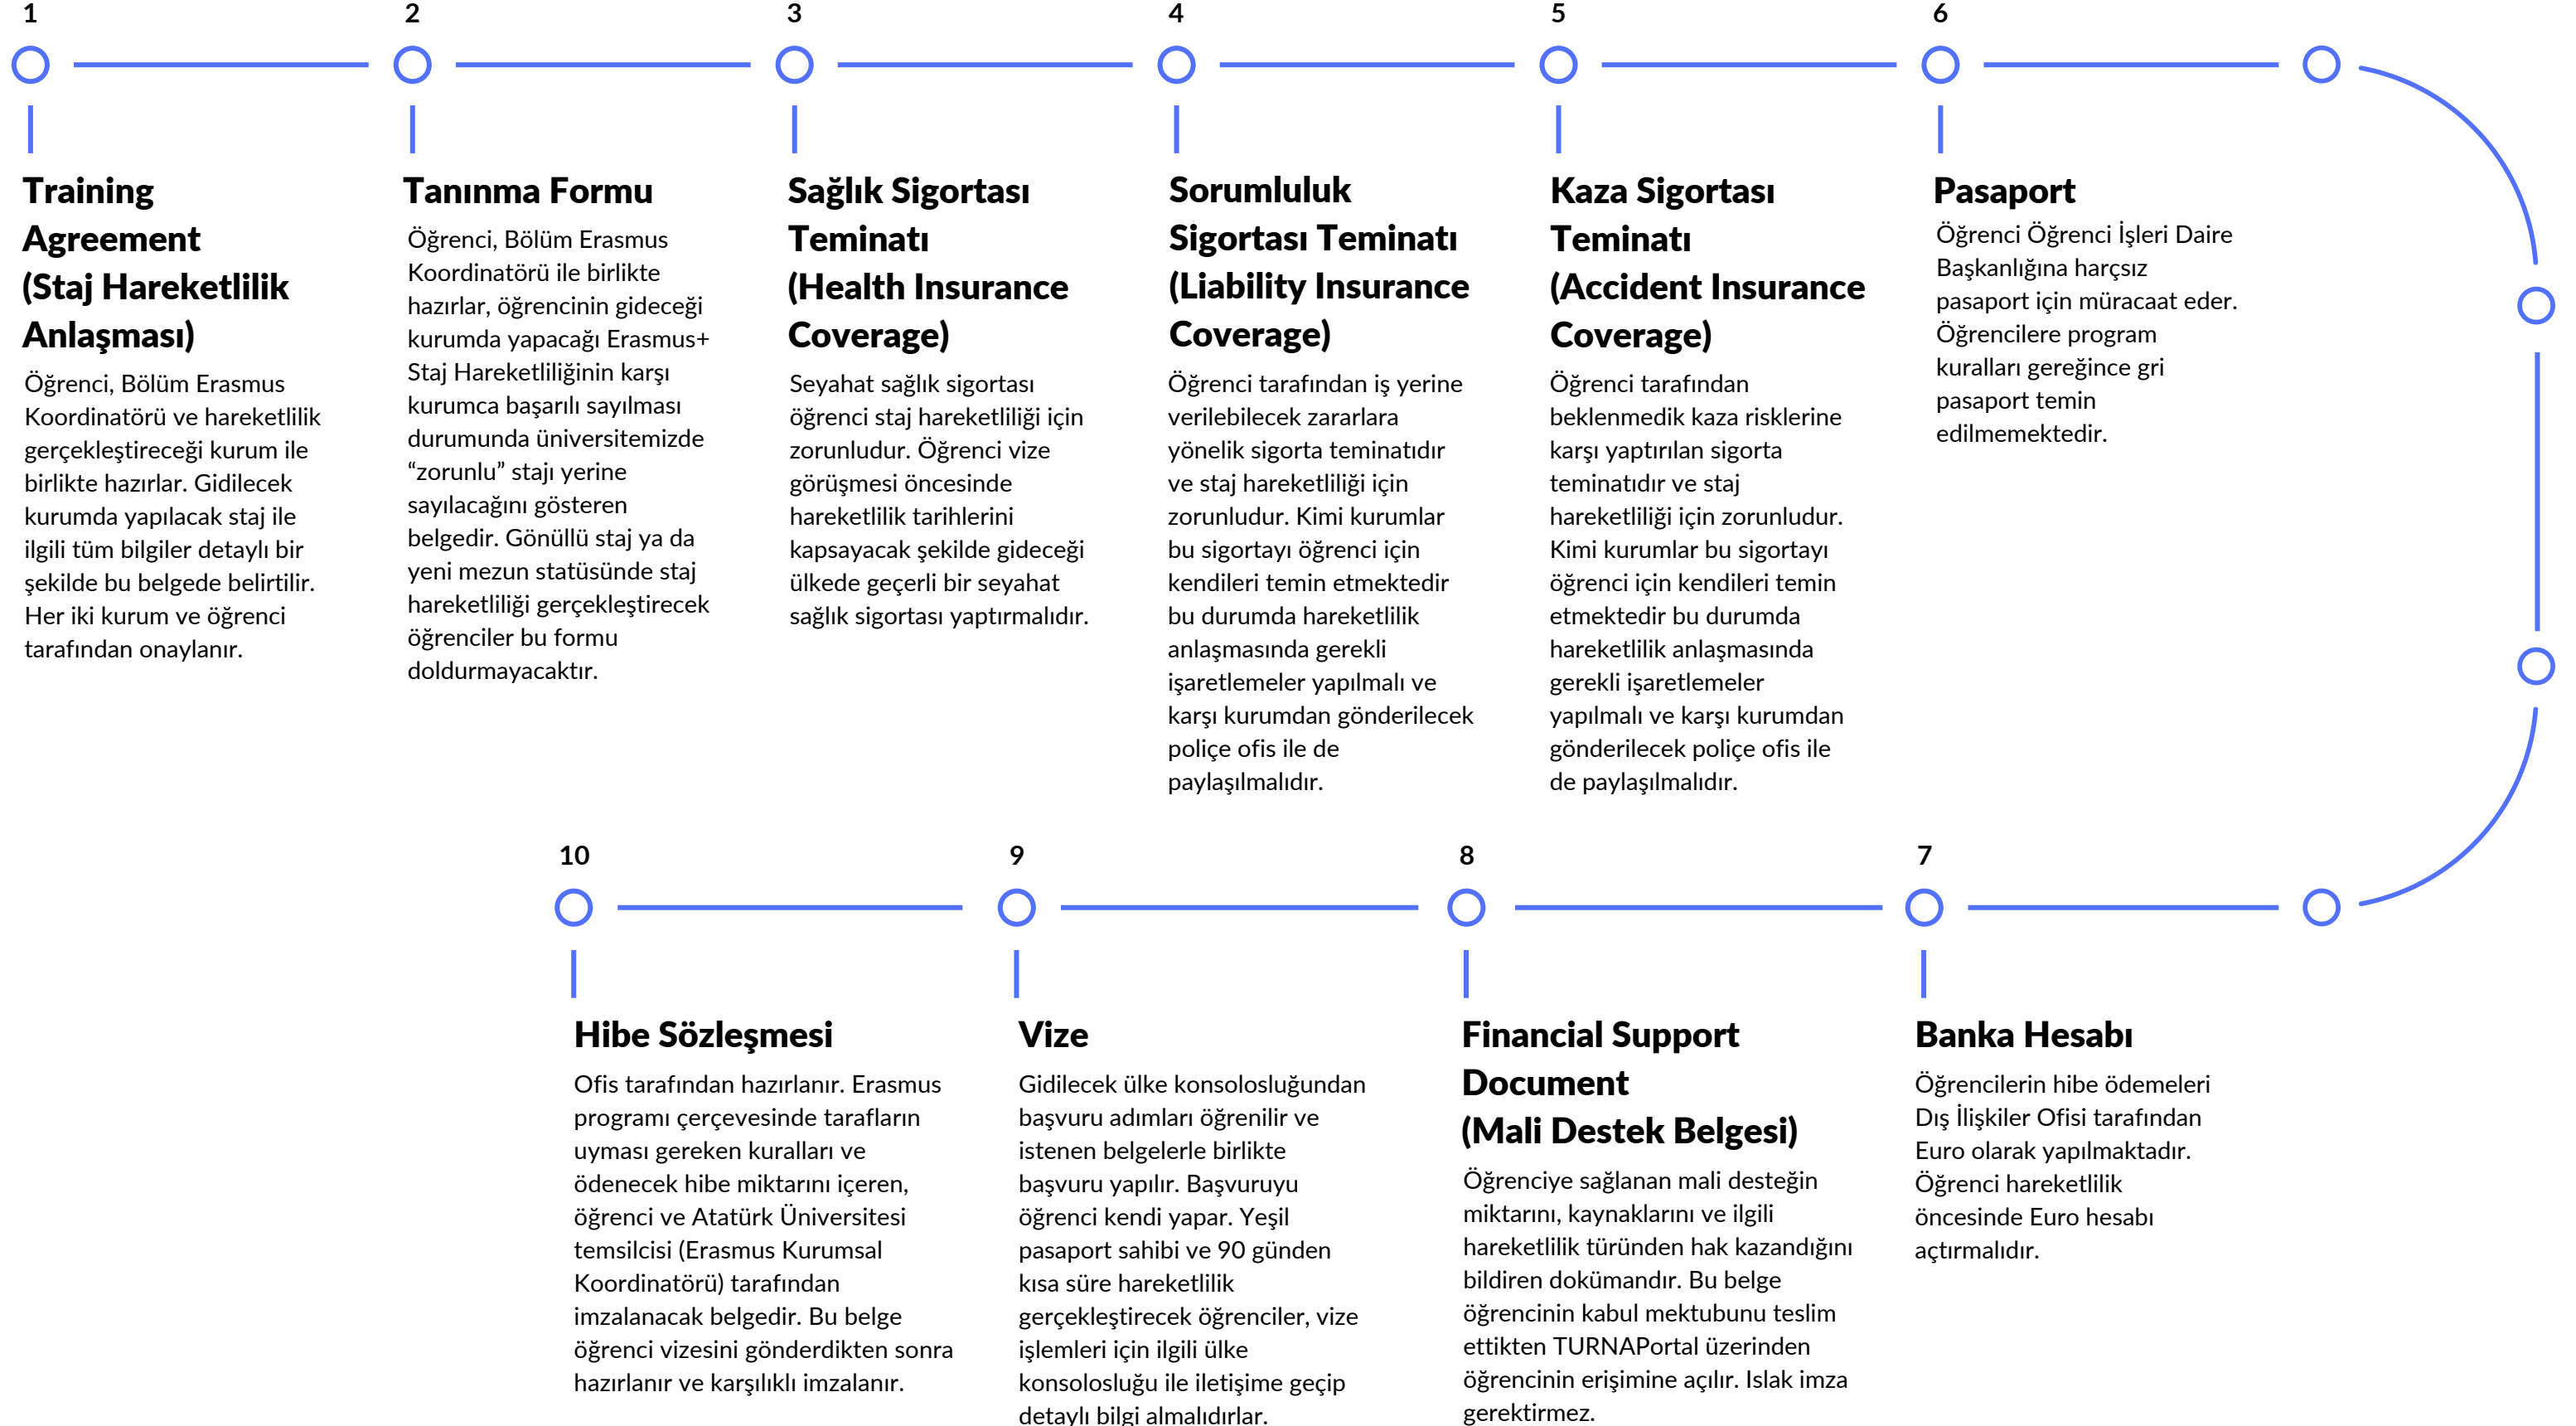 1
Training
Agreement
(Staj Hareketlilik
Anlaşması)
Öğrenci, Bölüm Erasmus
Koordinatörü ve hareketlilik
gerçekleştireceği kurum ile
birlikte hazırlar. Gidilecek
kurumda yapılacak staj ile
ilgili tüm bilgiler detaylı bir
şekilde bu belgede belirtilir.
Her iki kurum ve öğrenci
tarafından onaylanır.
2
Tanınma Formu
Öğrenci, Bölüm Erasmus
Koordinatörü ile birlikte
hazırlar, öğrencinin gideceği
kurumda yapacağı Erasmus+
Staj Hareketliliğinin karşı
kurumca başarılı sayılması
durumunda üniversitemizde
“zorunlu” stajı yerine
sayılacağını gösteren
belgedir. Gönüllü staj ya da
yeni mezun statüsünde staj
hareketliliği gerçekleştirecek
öğrenciler bu formu
doldurmayacaktır.
3
Sağlık Sigortası
Teminatı
(Health Insurance
Coverage)
Seyahat sağlık sigortası
öğrenci staj hareketliliği için
zorunludur. Öğrenci vize
görüşmesi öncesinde
hareketlilik tarihlerini
kapsayacak şekilde gideceği
ülkede geçerli bir seyahat
sağlık sigortası yaptırmalıdır.
4
Sorumluluk
Sigortası Teminatı
(Liability Insurance
Coverage)
Öğrenci tarafından iş yerine
verilebilecek zararlara
yönelik sigorta teminatıdır
ve staj hareketliliği için
zorunludur. Kimi kurumlar
bu sigortayı öğrenci için
kendileri temin etmektedir
bu durumda hareketlilik
anlaşmasında gerekli
işaretlemeler yapılmalı ve
karşı kurumdan gönderilecek
poliçe ofis ile de
paylaşılmalıdır.
5
Kaza Sigortası
Teminatı
(Accident Insurance
Coverage)
Öğrenci tarafından
beklenmedik kaza risklerine
karşı yaptırılan sigorta
teminatıdır ve staj
hareketliliği için zorunludur.
Kimi kurumlar bu sigortayı
öğrenci için kendileri temin
etmektedir bu durumda
hareketlilik anlaşmasında
gerekli işaretlemeler
yapılmalı ve karşı kurumdan
gönderilecek poliçe ofis ile
de paylaşılmalıdır.
6
Pasaport
Öğrenci Öğrenci İşleri Daire
Başkanlığına harçsız
pasaport için müracaat eder.
Öğrencilere program
kuralları gereğince gri
pasaport temin
edilmemektedir.
7
Banka Hesabı
Öğrencilerin hibe ödemeleri
Dış İlişkiler Ofisi tarafından
Euro olarak yapılmaktadır.
Öğrenci hareketlilik
öncesinde Euro hesabı
açtırmalıdır.
8
Financial Support
Document
(Mali Destek Belgesi)
Öğrenciye sağlanan mali desteğin
miktarını, kaynaklarını ve ilgili
hareketlilik türünden hak kazandığını
bildiren dokümandır. Bu belge
öğrencinin kabul mektubunu teslim
ettikten TURNAPortal üzerinden
öğrencinin erişimine açılır. Islak imza
gerektirmez.
9
Vize
Gidilecek ülke konsolosluğundan
başvuru adımları öğrenilir ve
istenen belgelerle birlikte
başvuru yapılır. Başvuruyu
öğrenci kendi yapar. Yeşil
pasaport sahibi ve 90 günden
kısa süre hareketlilik
gerçekleştirecek öğrenciler, vize
işlemleri için ilgili ülke
konsolosluğu ile iletişime geçip
detaylı bilgi almalıdırlar.
10
Hibe Sözleşmesi
Ofis tarafından hazırlanır. Erasmus
programı çerçevesinde tarafların
uyması gereken kuralları ve
ödenecek hibe miktarını içeren,
öğrenci ve Atatürk Üniversitesi
temsilcisi (Erasmus Kurumsal
Koordinatörü) tarafından
imzalanacak belgedir. Bu belge
öğrenci vizesini gönderdikten sonra
hazırlanır ve karşılıklı imzalanır.